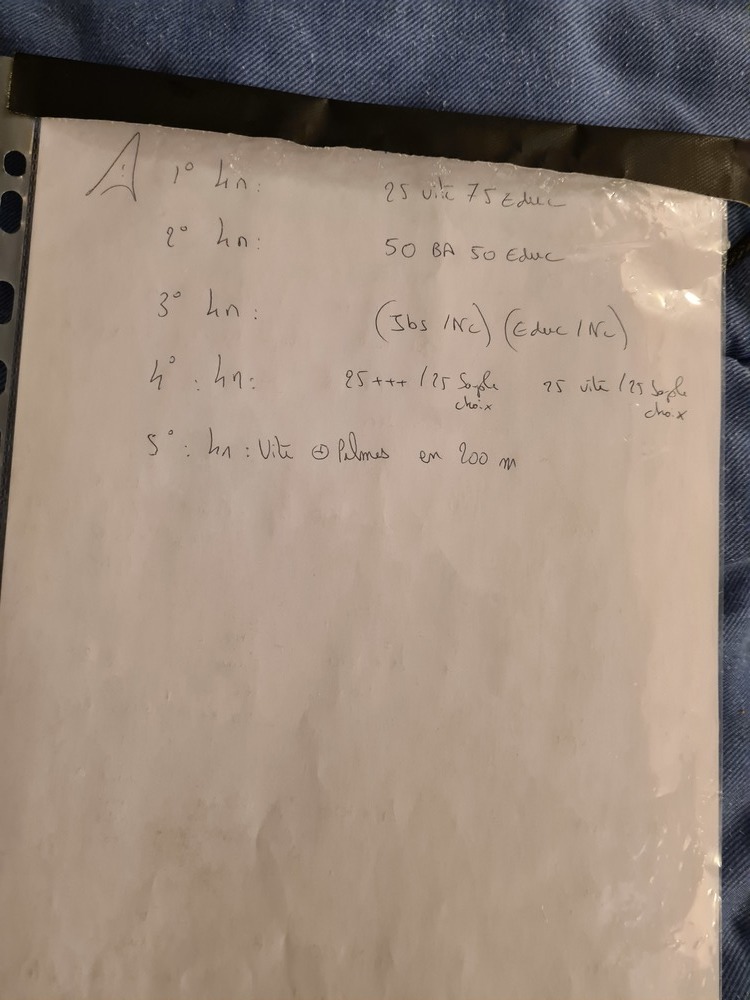 A 1° 4n: 25 vite 75 Educ
2° 4n: 50 BA 50 Educ
3° 4n: (Jbs /Nc) (Educ / Nc)
4° : 4n: 25+++ /25 Souple choix 25 vite /25 Souple choix
5° : 4n : Vite ⊕ Palmes en 200 m